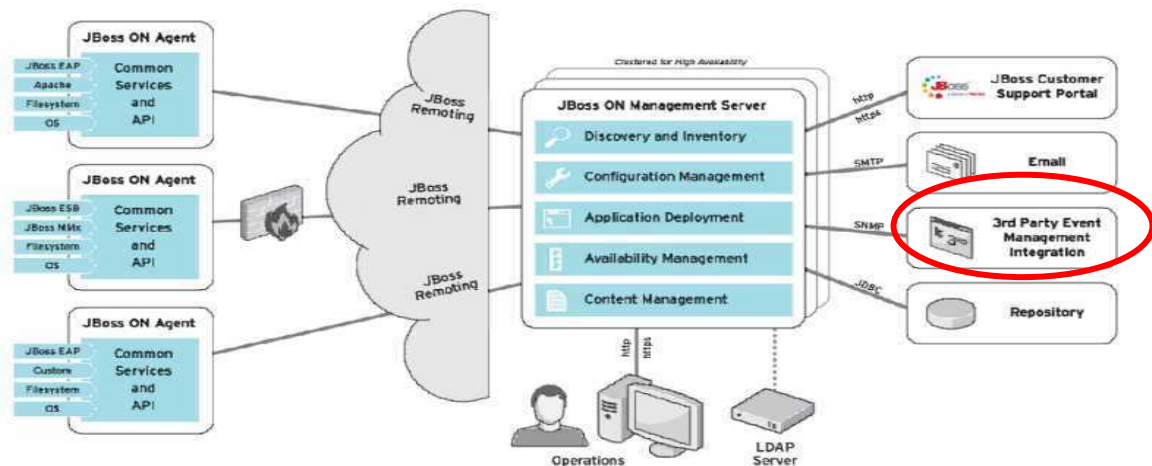 JBoss ON Agent
JBoss EAP
Apache
Filesystem
OS
Common
Services
and
API
JBoss ON Agent
JBoss ESB
JBoss MMx
Filesystem
OS
Common
Services
and
API
JBoss ON Agent
JBoss EAP
Custom
Filesystem
OS
Common
Services
and
API
JBoss
Remoting
JBoss
Remoting
JBoss
Remoting
Clustered for High Availability
JBoss ON Management Server
Discovery and Inventory
Configuration Management
Application Deployment
Availability Management
Content Management
http
https
SMTP
SNMP
JDBC
JBoss
JBoss Customer
Support Portal
Email
3rd Party Event
Management
Integration
Repository
http
https
Operations
LDAP
Server